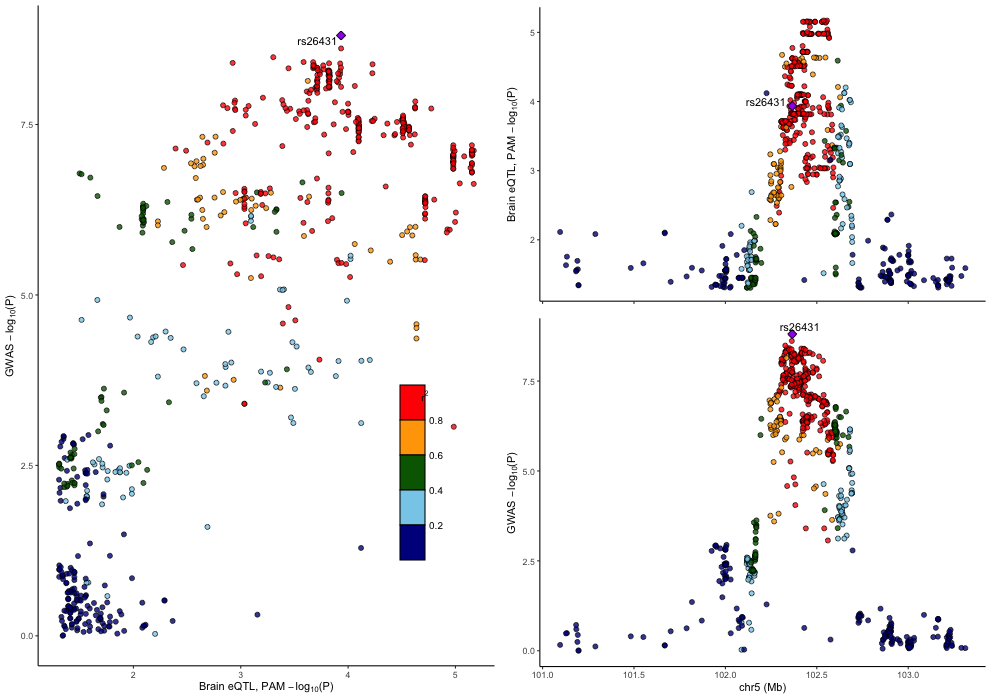 rs26431
7.5
5.0
2.5
0.0
GWAS −log10(P)
2
3
4
5
Brain eQTL, PAM −log10(P)
r2
0.8
0.6
0.4
0.2
rs26431
5
4
3
2
Brain eQTL, PAM −log10(P)
rs26431
7.5
5.0
2.5
0.0
GWAS −log10(P)
101.0
101.5
102.0
102.5
103.0
chr5 (Mb)